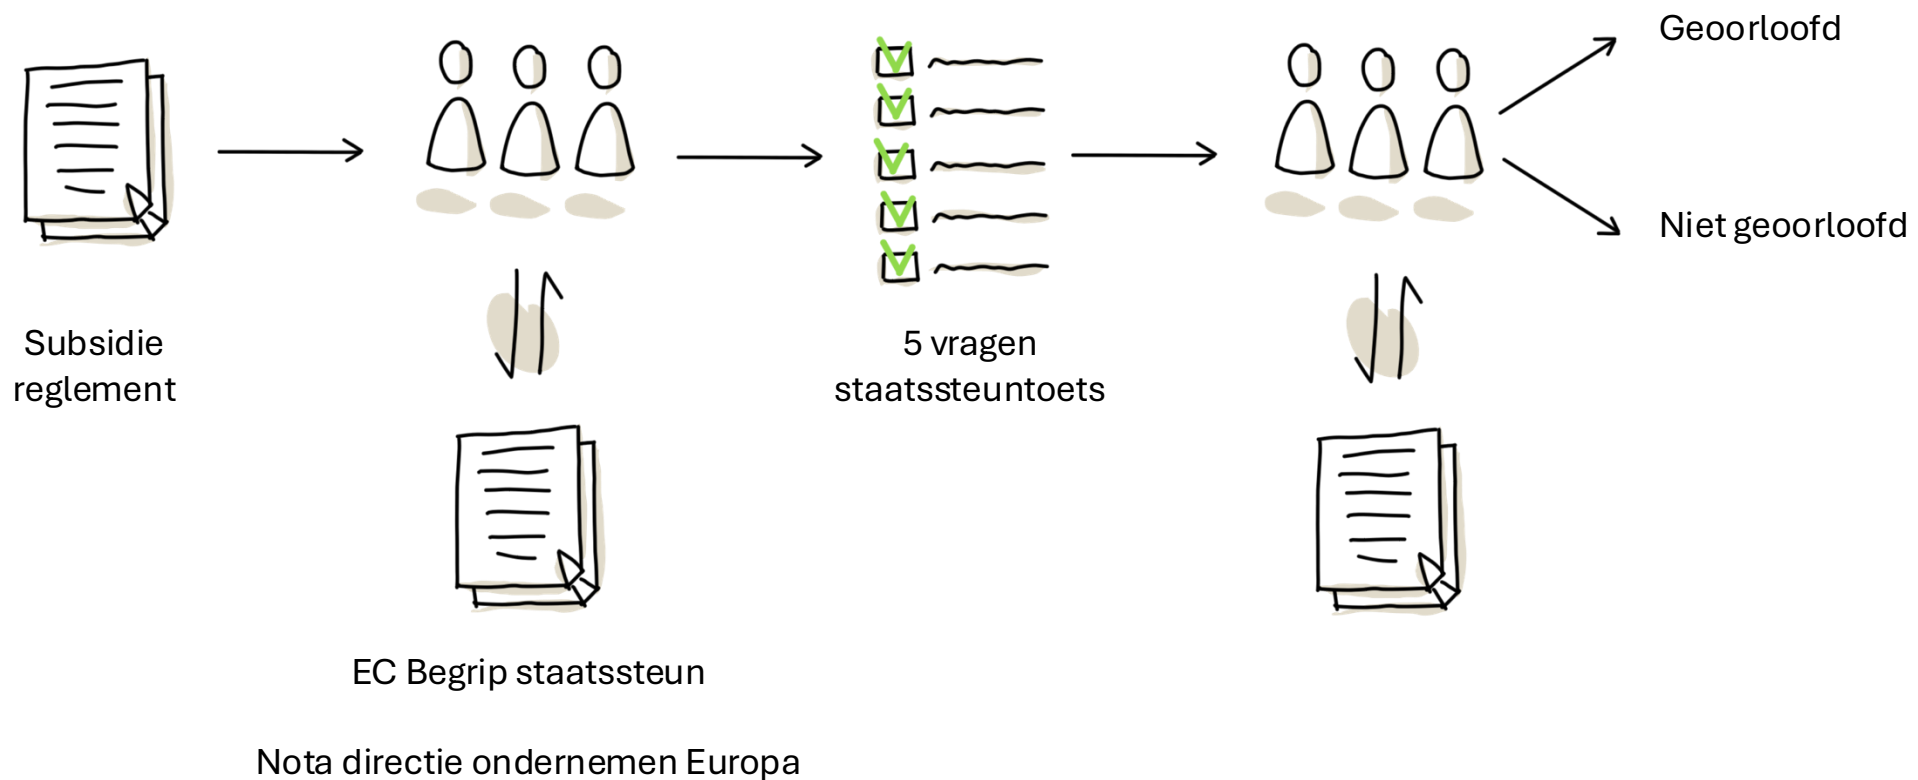 Geoorloofd
Niet geoorloofd
Subsidie
reglement
5 vragen
staatssteuntoets
EC Begrip staatssteun
Nota directie ondernemen Europa